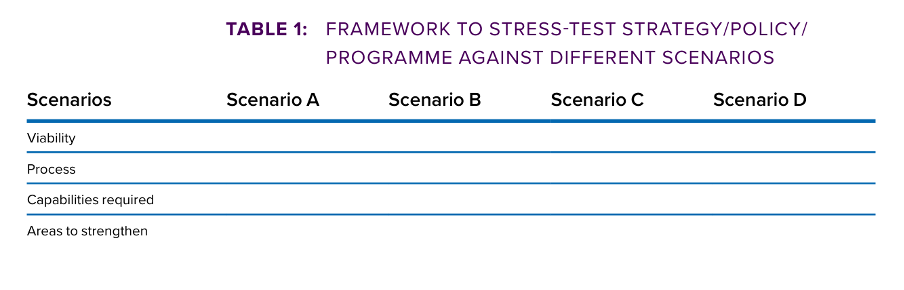 TABLE 1: FRAMEWORK TO STRESS-TEST STRATEGY/POLICY/
PROGRAMME AGAINST DIFFERENT SCENARIOS
Scenarios Scenario A Scenario B Scenario C Scenario D
Viability
Process
Capabilities required
Areas to strengthen